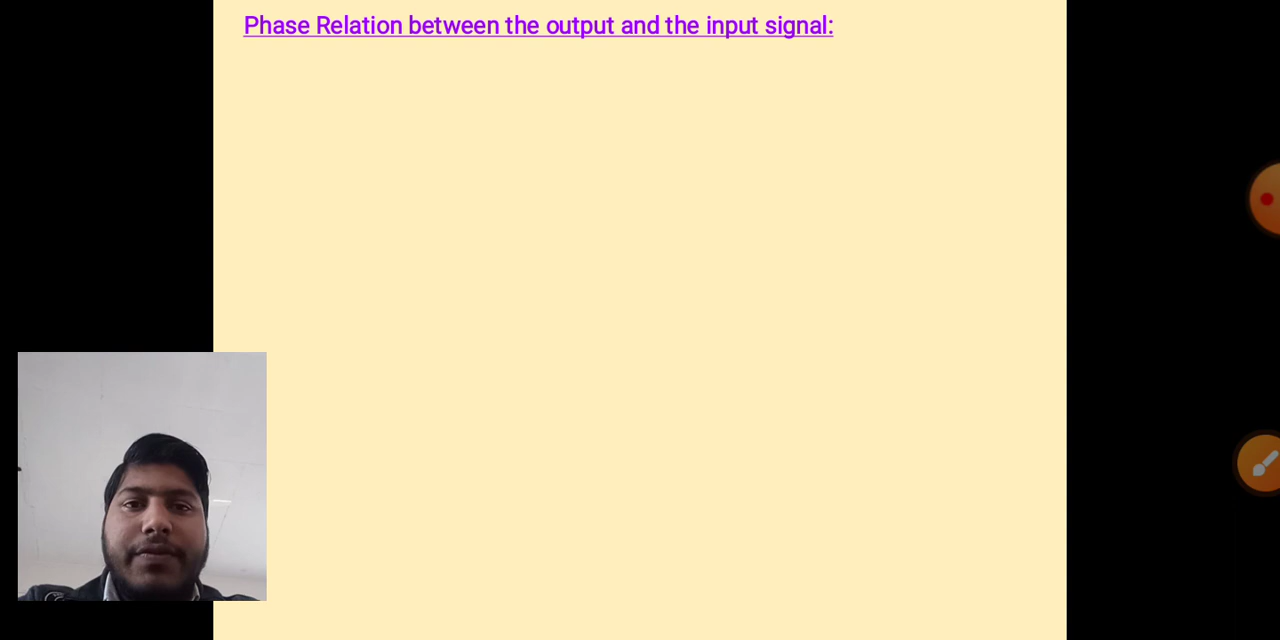 Phase Relation between the output and the input signal: